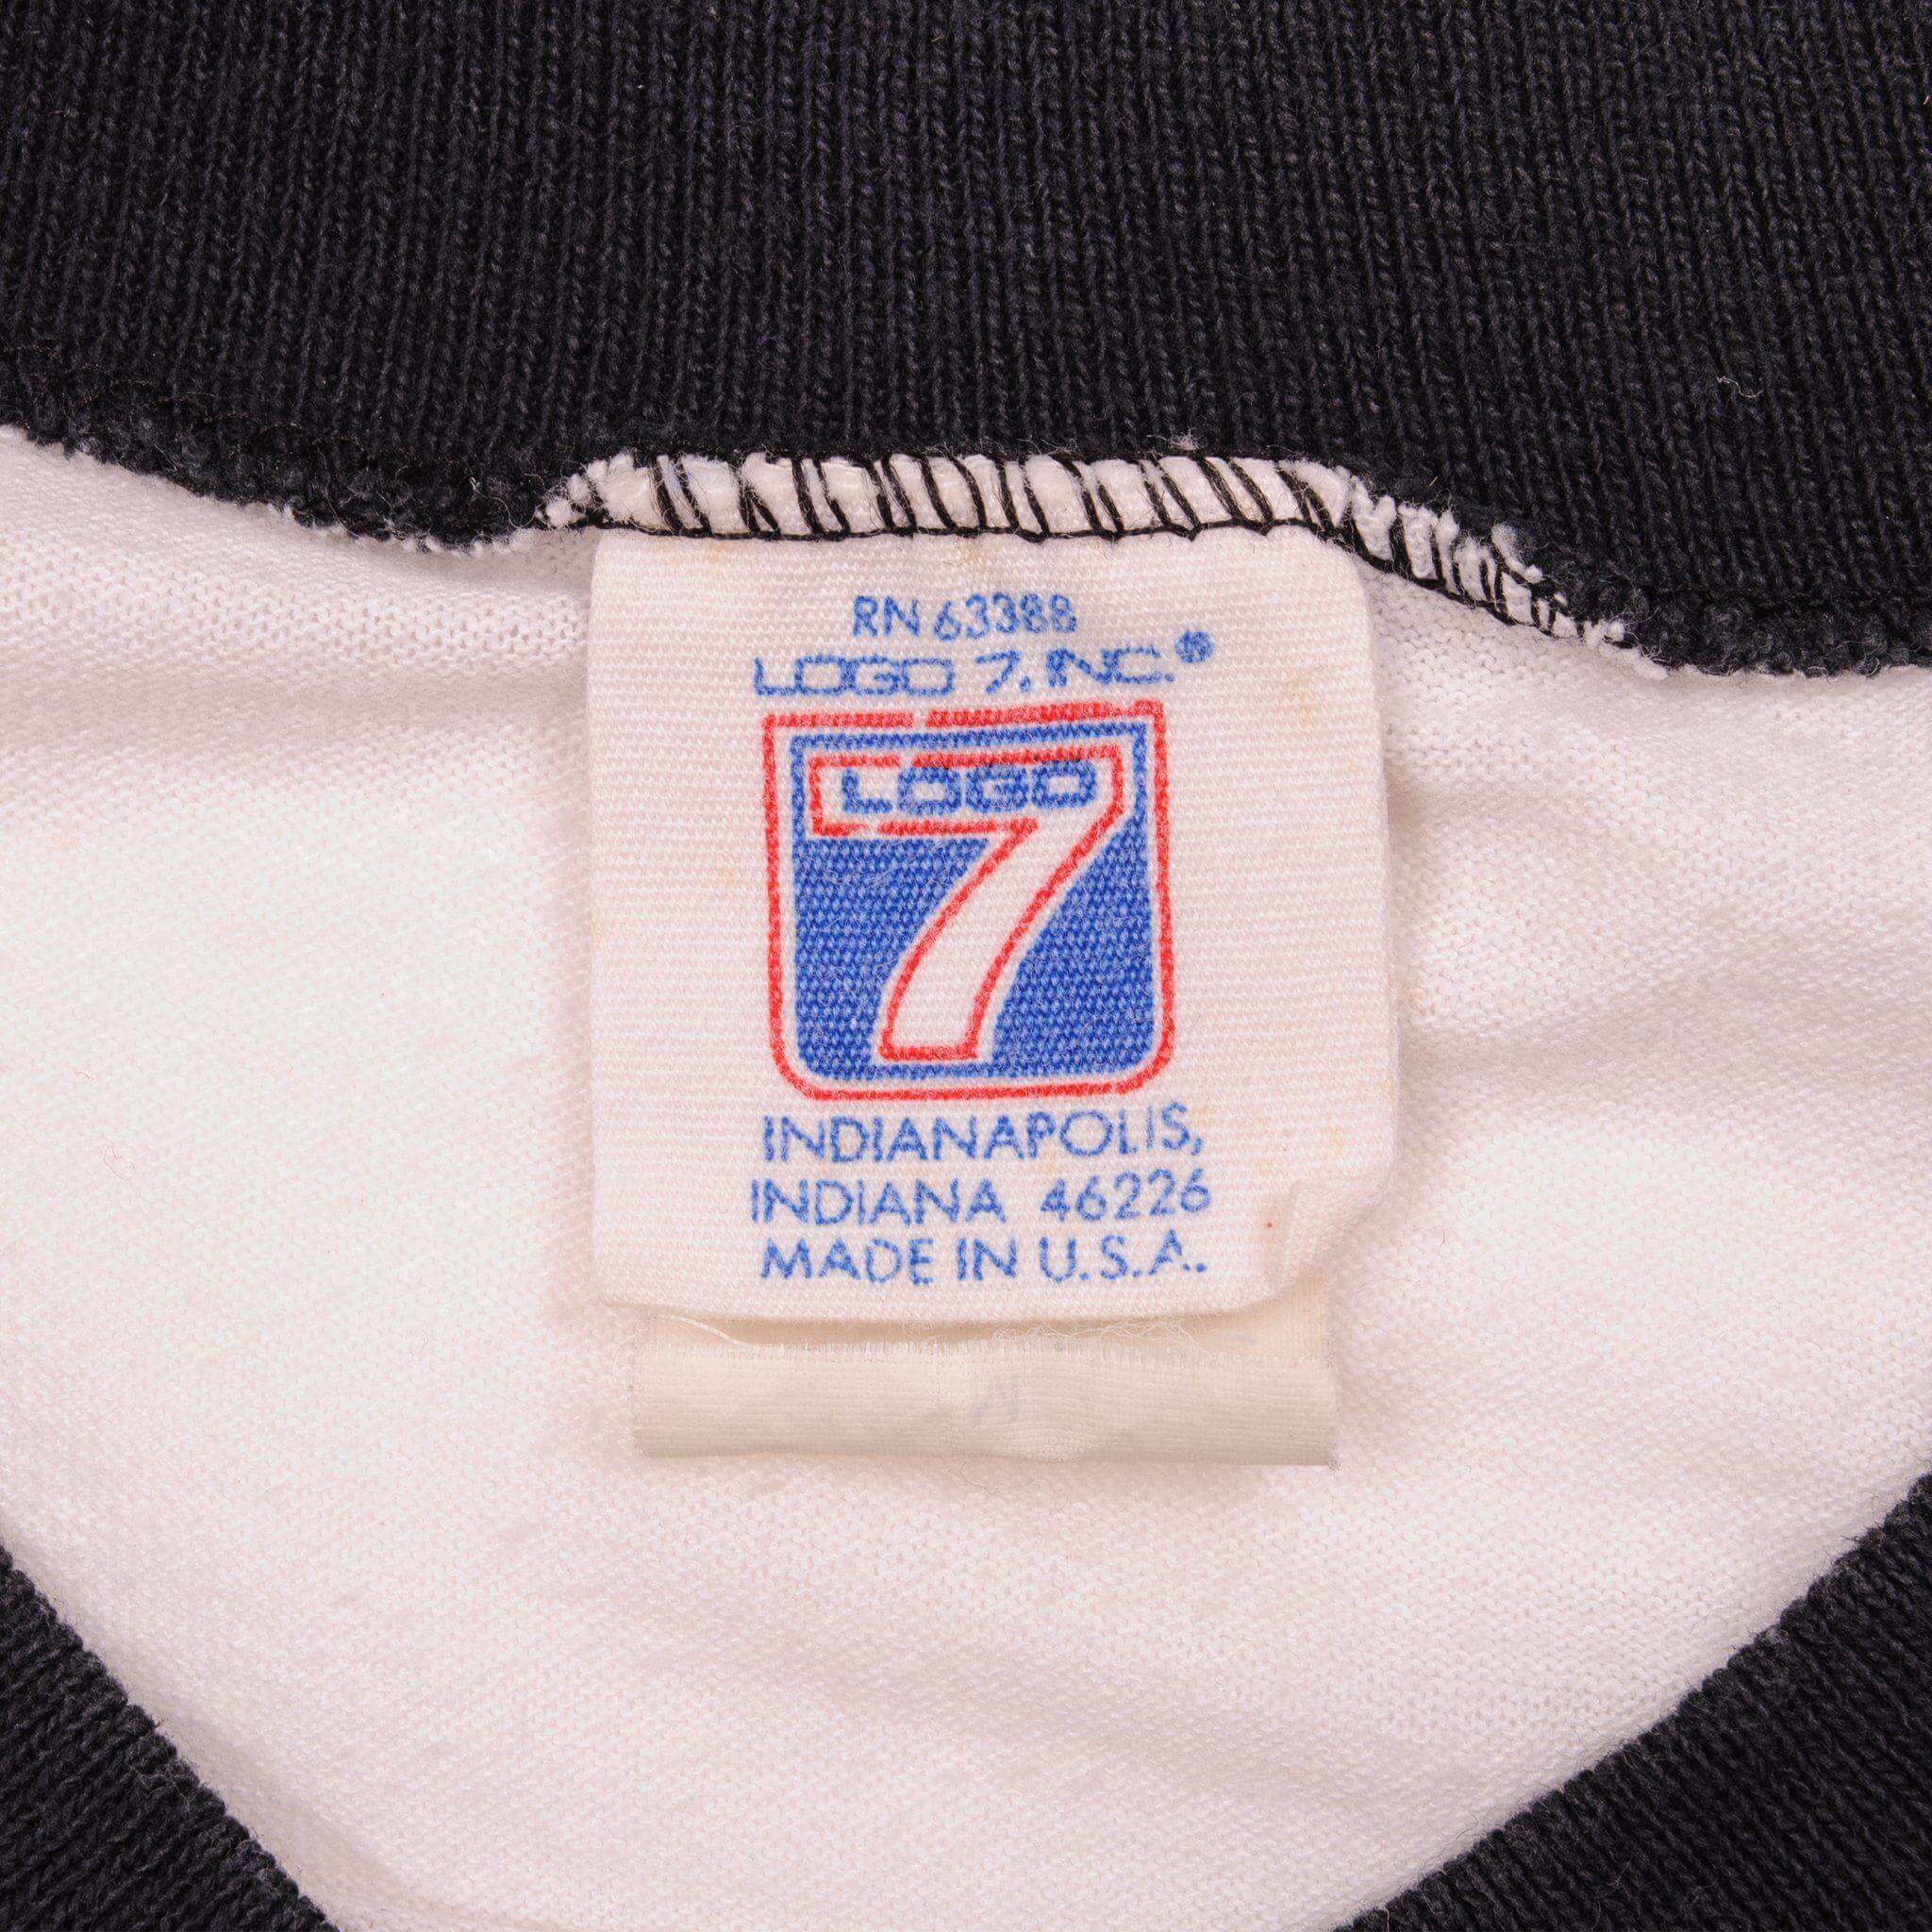 RN 63388
LOGO 7, INC.®
LOGO
7
INDIANAPOLIS,
INDIANA 46226
MADE IN U.S.A.